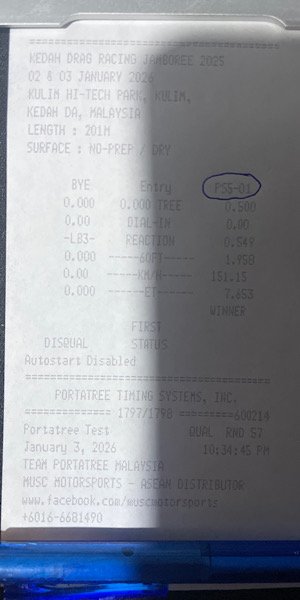 =============================================
KEDAH DRAG RACING JAMBOREE 2025
02 & 03 JANUARY 2026
KULIM HI-TECH PARK, KULIM,
KEDAH DA, MALAYSIA
LENGTH : 201M
SURFACE : NO-PREP / DRY
=============================================
BYE Entry PS5-01
0.000 0.000 TREE 0.500
0.00 DIAL-IN 0.00
-LB3- REACTION 0.549
0.000 ------60FT----- 1.958
0.00 -----KM/H----- 151.15
0.000 ------ET------ 7.653
WINNER
FIRST
DISQUAL STATUS
Autostart Disabled
=============================================
PORTATREE TIMING SYSTEMS, INC.
============= 1797/1798 =========600214
Portatree Test QUAL RND 57
January 3, 2026 10:34:45 PM
TEAM PORTATREE MALAYSIA
MUSC MOTORSPORTS - ASEAN DISTRIBUTOR
www.facebook.com/muscmotorsports
+6016-6681490